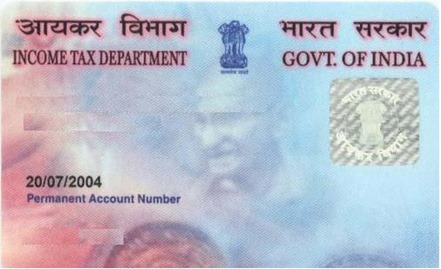 आयकर विभाग
भारत सरकार
INCOME TAX DEPARTMENT
सत्यमेव जयते
GOVT. OF INDIA
भारत सरकार
आयकर विभाग
20/07/2004
Permanent Account Number